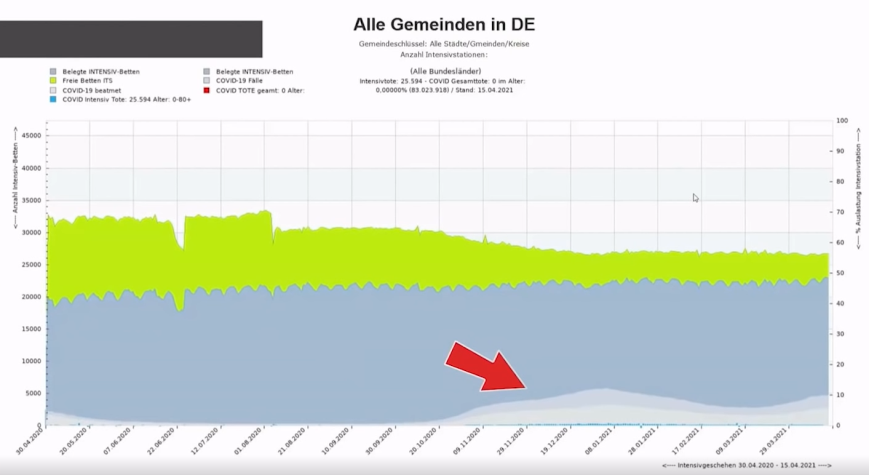 Alle Gemeinden in DE
Gemeindeschlüssel: Alle Städte/Gmeinden/Kreise
Anzahl Intensivstationen:
(Alle Bundesländer)
Intensivtote: 25.594 - COVID Gesamttote: 0 im Alter:
0,00000% (83.023.918) / Stand: 15.04.2021
Belegte INTENSIV-Betten
Freie Betten ITS
COVID-19 beatmet
COVID Intensiv Tote: 25.594 Alter: 0-80+
Belegte INTENSIV-Betten
COVID-19 Fälle
COVID TOTE geamt: 0 Alter:
<--- Anzahl Intensiv-Betten --->
45000
40000
35000
30000
25000
20000
15000
10000
5000
0
100
90
80
70
60
50
40
30
20
10
0
<--- % Auslastung Intensivstation --->
30.04.2020
20.05.2020
07.06.2020
22.06.2020
12.07.2020
01.08.2020
21.08.2020
10.09.2020
30.09.2020
20.10.2020
09.11.2020
29.11.2020
19.12.2020
08.01.2021
28.01.2021
17.02.2021
09.03.2021
29.03.2021
<--- Intensivgeschehen 30.04.2020 - 15.04.2021 --->